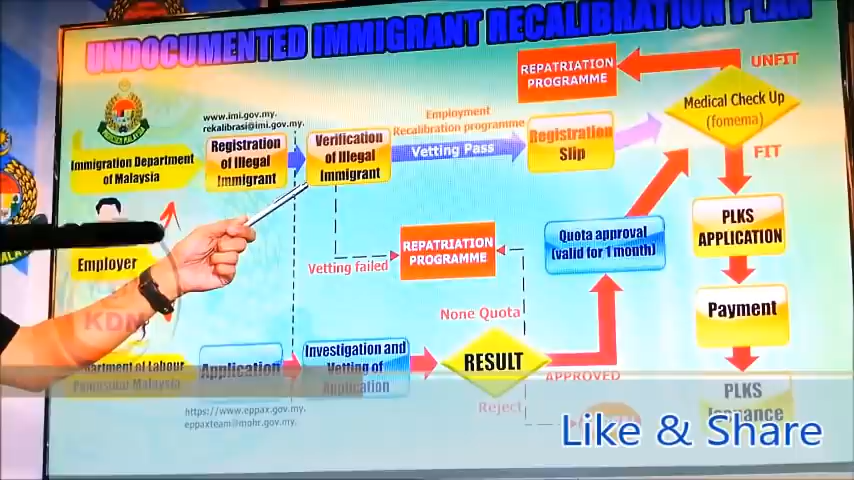 UNDOCUMENTED IMMIGRANT RECALIBRATION PLAN
REPATRIATION
PROGRAMME
UNFIT
Medical Check Up
(fomema)
FIT
www.imi.gov.my.
rekalibrasi@imi.gov.my.
Immigration Department
of Malaysia
Registration
of Illegal
Immigrant
Verification
of Illegal
Immigrant
Employment
Recalibration programme
Vetting Pass
Registration
Slip
Employer
Vetting failed
REPATRIATION
PROGRAMME
Quota approval
(valid for 1 month)
PLKS
APPLICATION
KDN
None Quota
Payment
Department of Labour
Peninsular Malaysia
Application
Investigation and
Vetting of
Application
RESULT
APPROVED
Reject
PLKS
Issuance
https://www.eppax.gov.my.
eppaxteam@mohr.gov.my.
Like & Share